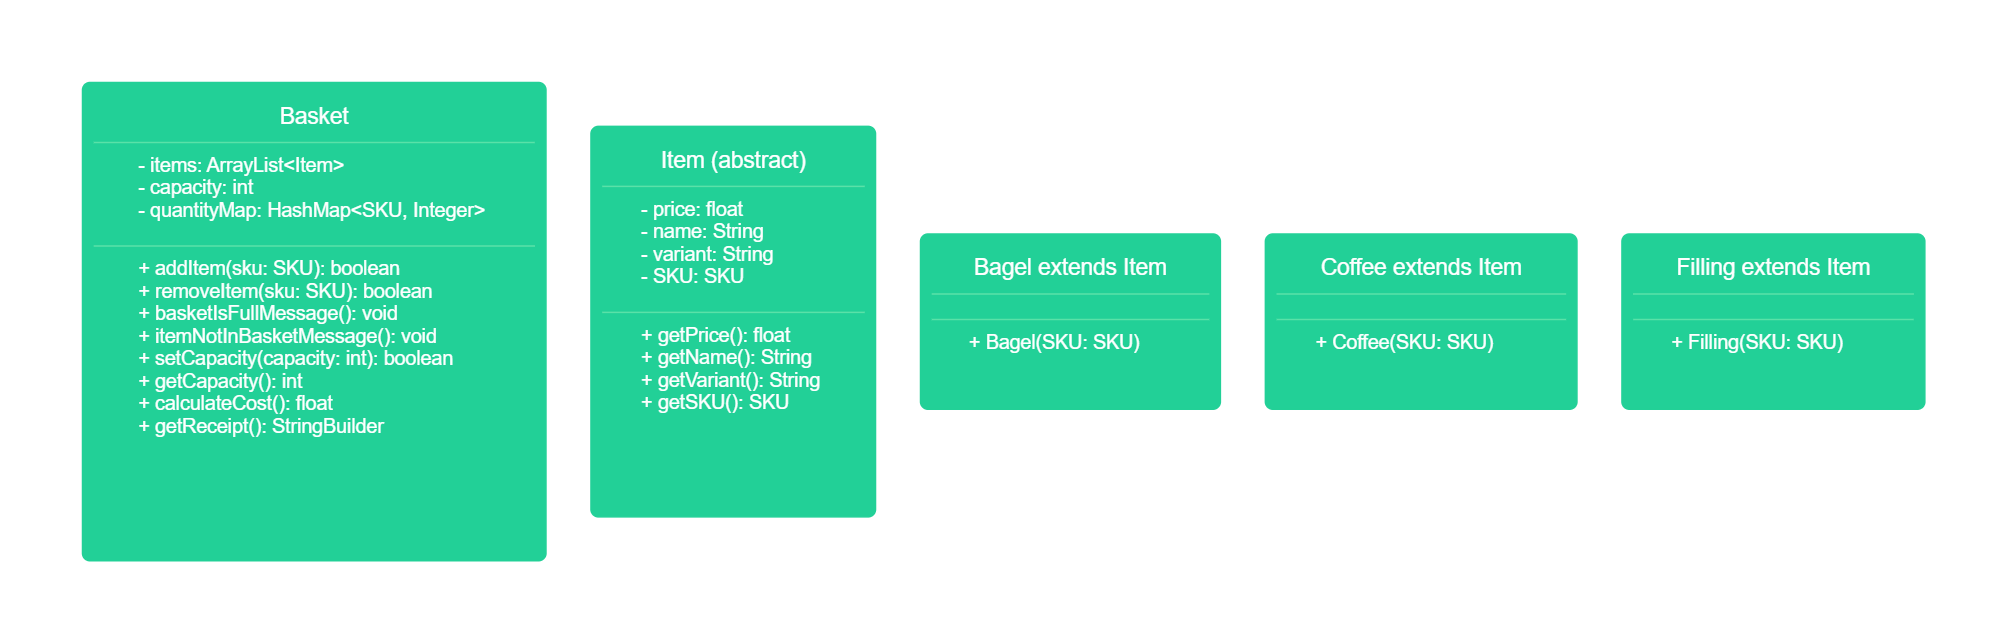 Basket
- items: ArrayList<Item>
- capacity: int
- quantityMap: HashMap<SKU, Integer>
+ addItem(sku: SKU): boolean
+ removeItem(sku: SKU): boolean
+ basketIsFullMessage(): void
+ itemNotInBasketMessage(): void
+ setCapacity(capacity: int): boolean
+ getCapacity(): int
+ calculateCost(): float
+ getReceipt(): StringBuilder
Item (abstract)
- price: float
- name: String
- variant: String
- SKU: SKU
+ getPrice(): float
+ getName(): String
+ getVariant(): String
+ getSKU(): SKU
Bagel extends Item
+ Bagel(SKU: SKU)
Coffee extends Item
+ Coffee(SKU: SKU)
Filling extends Item
+ Filling(SKU: SKU)